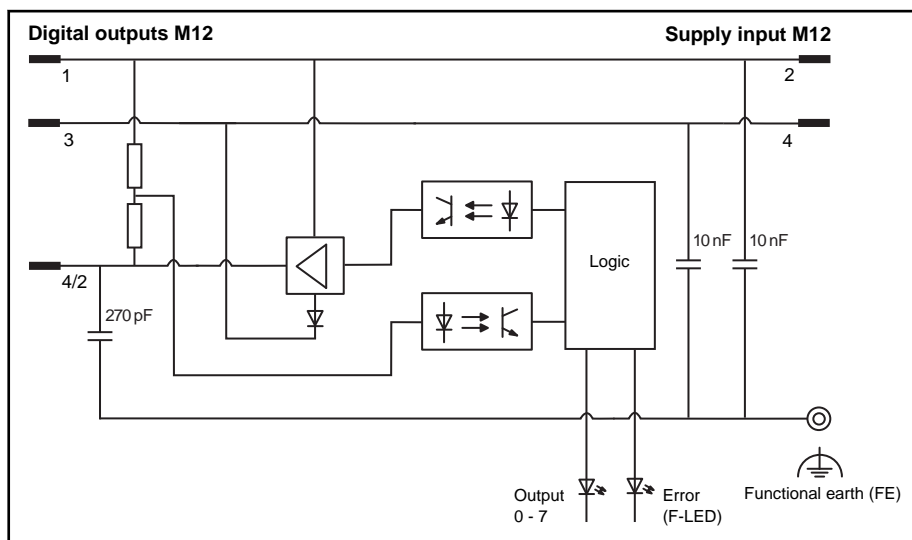 Digital outputs M12
Supply input M12
1
2
3
4
10 nF
10 nF
Logic
4/2
270 pF
Output
0 - 7
Error
(F-LED)
Functional earth (FE)